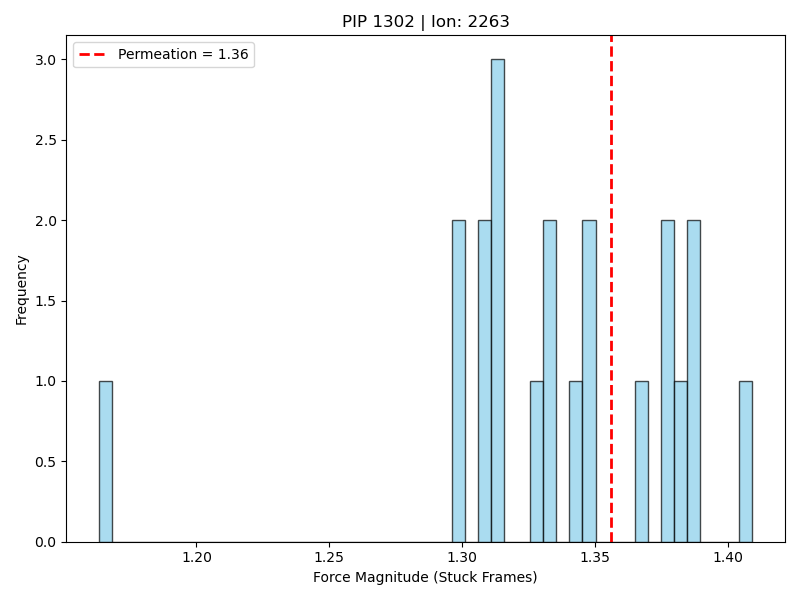 PIP 1302 | Ion: 2263
Permeation = 1.36
3.0
2.5
2.0
1.5
1.0
0.5
0.0
Frequency
1.20 1.25 1.30 1.35 1.40
Force Magnitude (Stuck Frames)